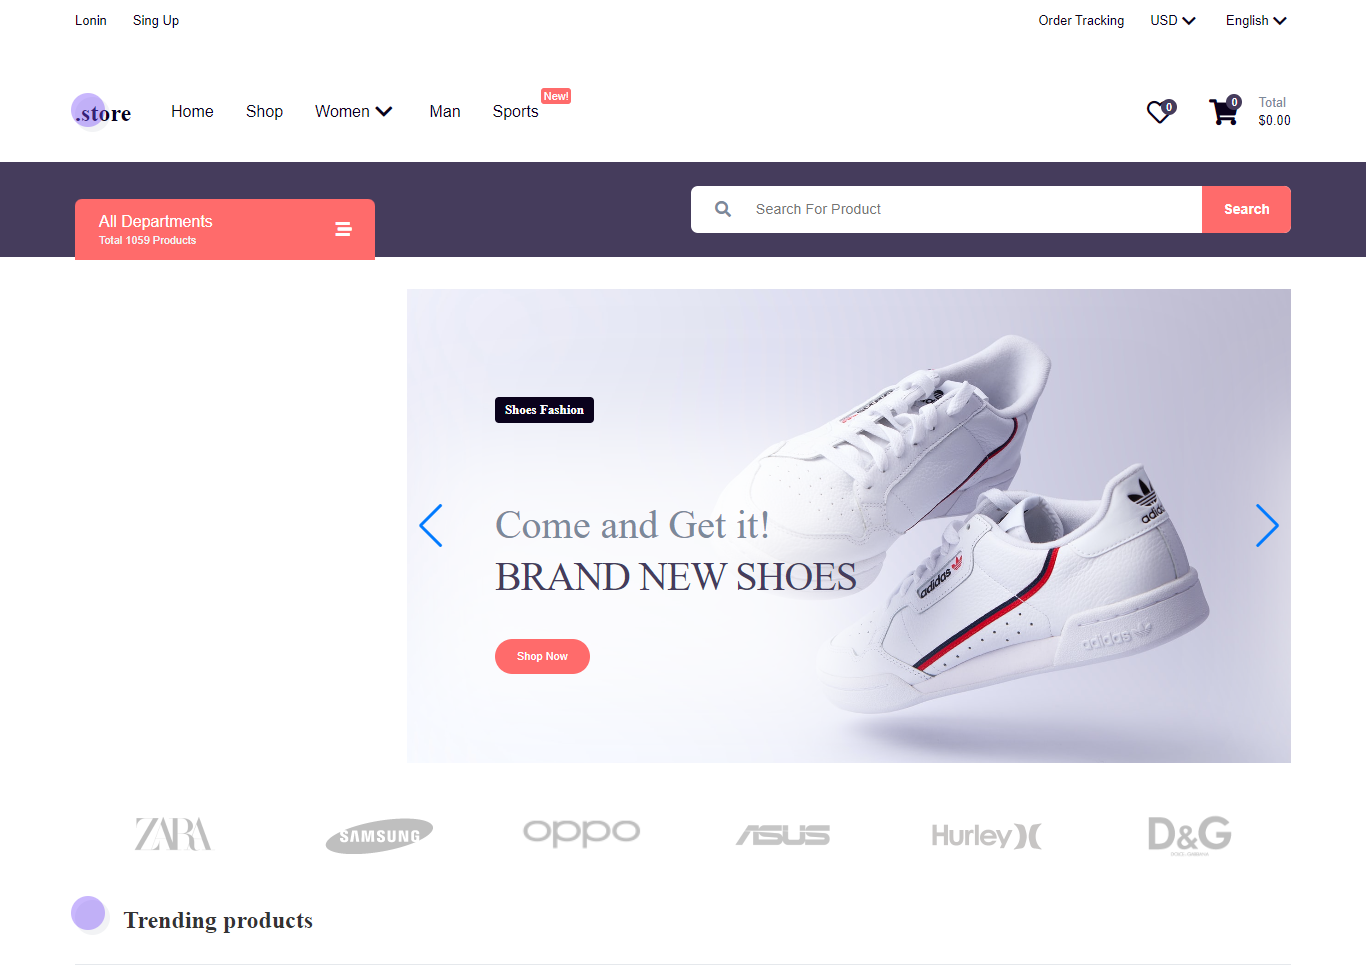 Lonin Sing Up Order Tracking USD English
.store Home Shop Women Man Sports New! 0 0 Total
$0.00
All Departments
Total 1059 Products
Search For Product Search
Shoes Fashion
Come and Get it!
BRAND NEW SHOES
Shop Now
adidas
adidas
adidas
ZARA SAMSUNG oppo ASUS Hurley D&G
Trending products